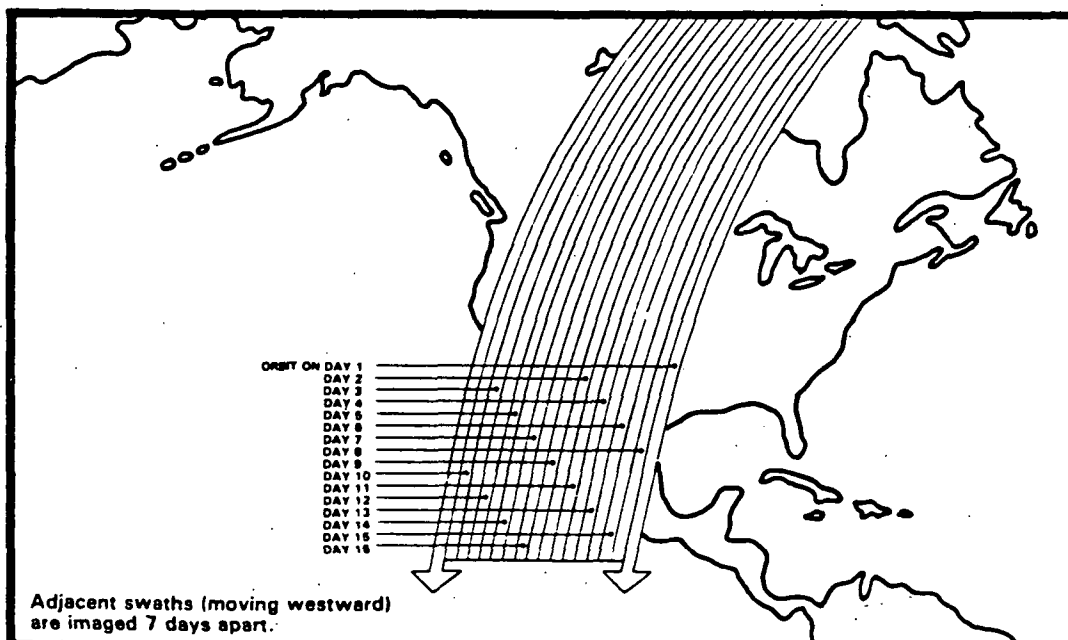 ORBIT ON DAY 1
DAY 2
DAY 3
DAY 4
DAY 5
DAY 6
DAY 7
DAY 8
DAY 9
DAY 10
DAY 11
DAY 12
DAY 13
DAY 14
DAY 15
DAY 16
Adjacent swaths (moving westward)
are imaged 7 days apart.